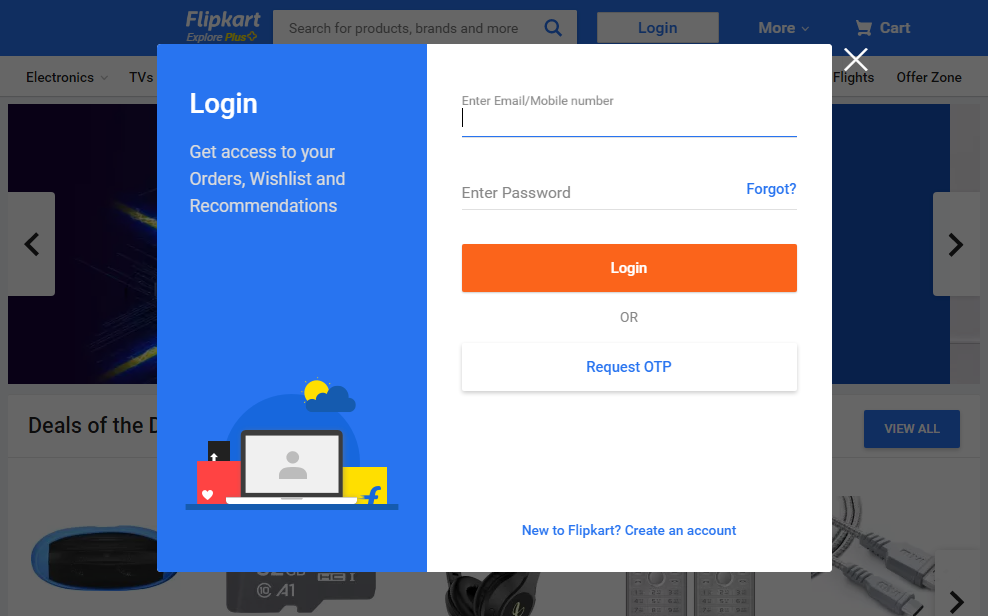 Flipkart
Explore Plus
Search for products, brands and more
Login
More
Cart
Electronics
TVs
Flights
Offer Zone
Login
Get access to your
Orders, Wishlist and
Recommendations
Enter Email/Mobile number
Enter Password
Forgot?
Login
OR
Request OTP
New to Flipkart? Create an account
Deals of the
VIEW ALL
A1